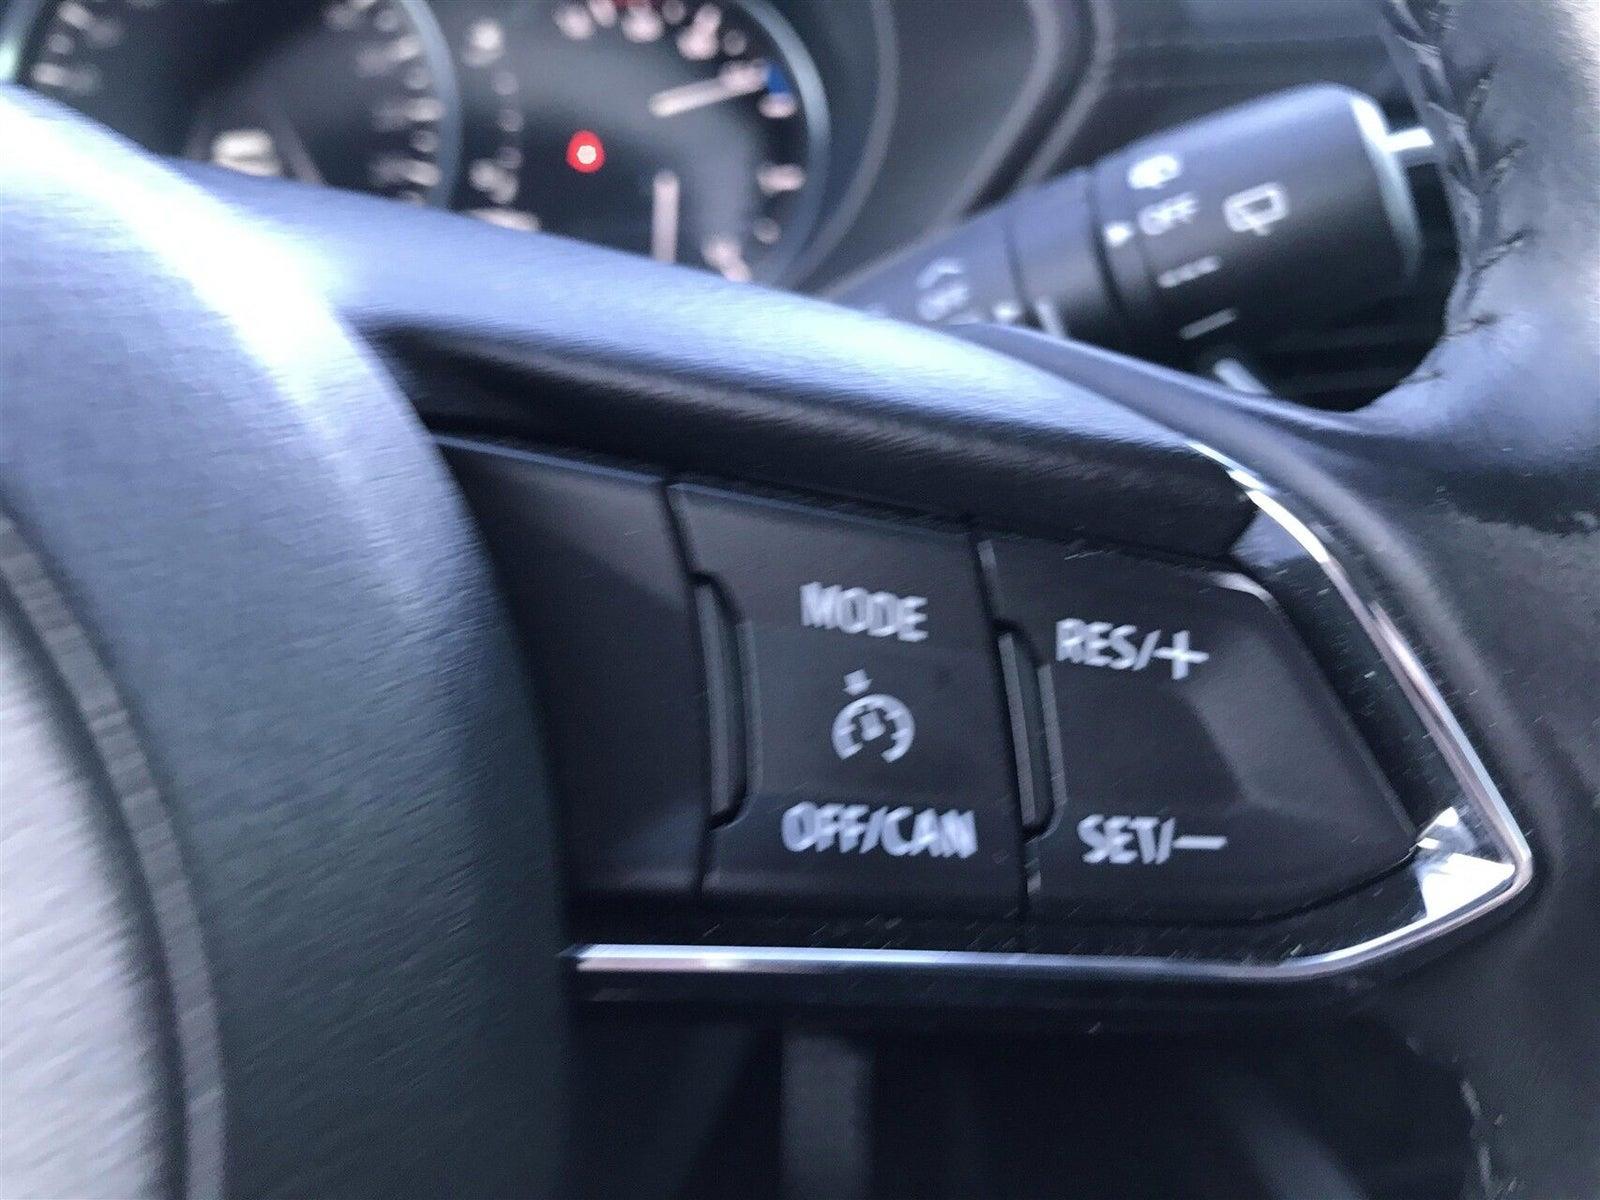 OFF
MODE
RES/+
OFF/CAN
SET/−